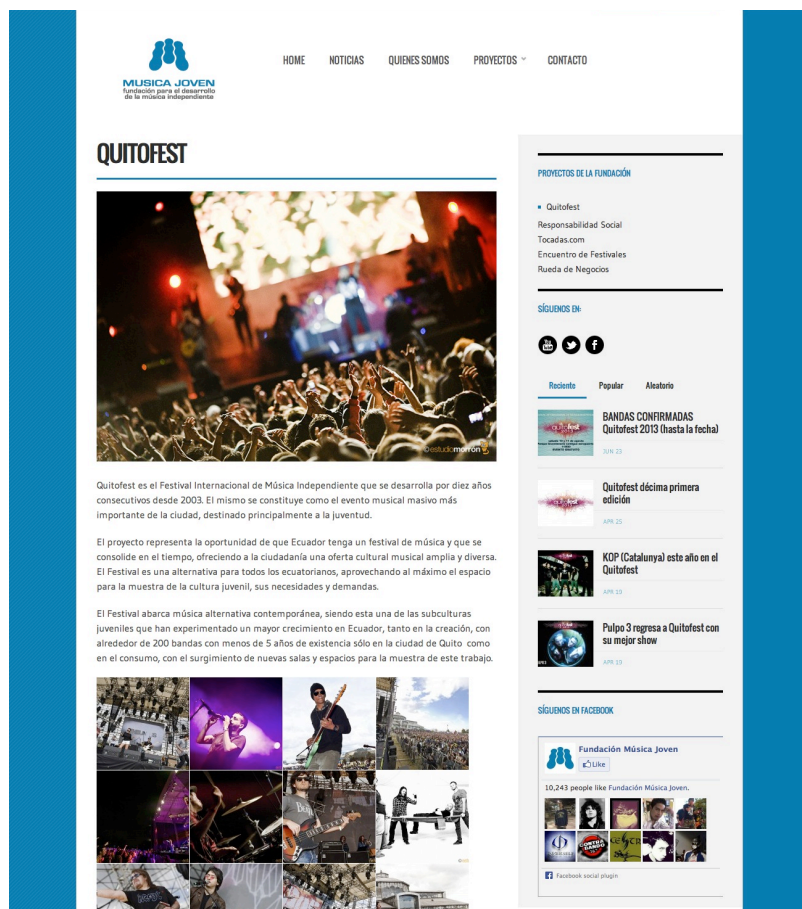 MUSICA JOVEN
fundación para el desarrollo
de la música independiente
HOME
NOTICIAS
QUIENES SOMOS
PROYECTOS
CONTACTO
QUITOFEST
©estudiomorrón
Quitofest es el Festival Internacional de Música Independiente que se desarrolla por diez años
consecutivos desde 2003. El mismo se constituye como el evento musical masivo más
importante de la ciudad, destinado principalmente a la juventud.
El proyecto representa la oportunidad de que Ecuador tenga un festival de música y que se
consolide en el tiempo, ofreciendo a la ciudadanía una oferta cultural musical amplia y diversa.
El Festival es una alternativa para todos los ecuatorianos, aprovechando al máximo el espacio
para la muestra de la cultura juvenil, sus necesidades y demandas.
El Festival abarca música alternativa contemporánea, siendo esta una de las subculturas
juveniles que han experimentado un mayor crecimiento en Ecuador, tanto en la creación, con
alrededor de 200 bandas con menos de 5 años de existencia sólo en la ciudad de Quito como
en el consumo, con el surgimiento de nuevas salas y espacios para la muestra de este trabajo.
PROYECTOS DE LA FUNDACIÓN
Quitofest
Responsabilidad Social
Tocadas.com
Encuentro de Festivales
Rueda de Negocios
SÍGUENOS EN:
You
Reciente
Popular
Aleatorio
quitofest
BANDAS CONFIRMADAS
Quitofest 2013 (hasta la fecha)
JUN 23
quitofest
Quitofest décima primera
edición
APR 25
KOP (Catalunya) este año en el
Quitofest
APR 19
Pulpo 3 regresa a Quitofest con
su mejor show
APR 19
SÍGUENOS EN FACEBOOK
Fundación Música Joven
Like
10,243 people like Fundación Música Joven.
CONTRA
BANDO
Facebook social plugin